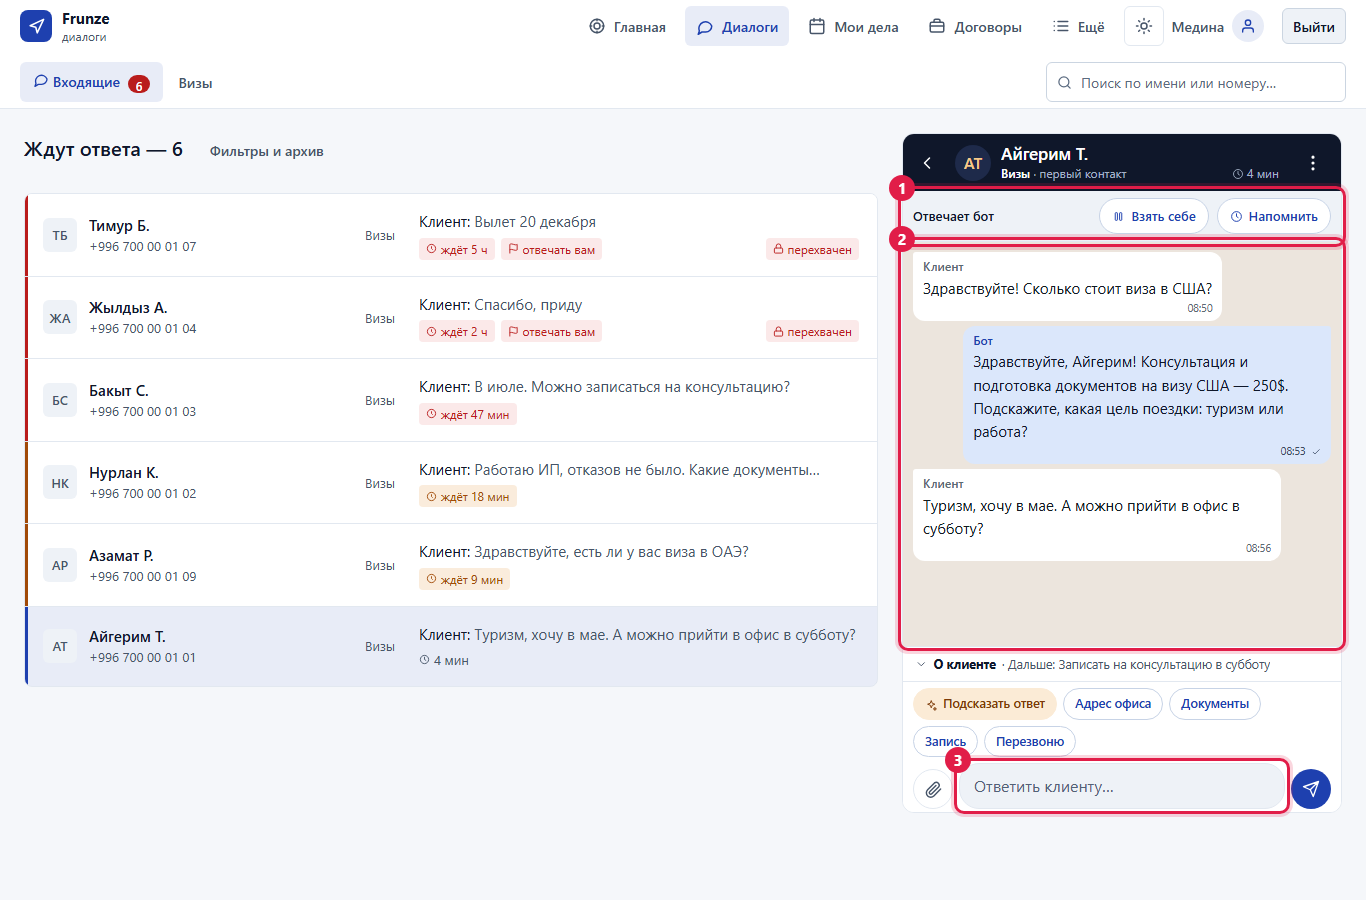 Frunze
диалоги
Главная
Диалоги
Мои дела
Договоры
Ещё
Медина
Выйти
Входящие 6
Визы
Поиск по имени или номеру...
Ждут ответа — 6
Фильтры и архив
ТБ
Тимур Б.
+996 700 00 01 07
Визы
Клиент: Вылет 20 декабря
ждёт 5 ч
отвечать вам
перехвачен
ЖА
Жылдыз А.
+996 700 00 01 04
Визы
Клиент: Спасибо, приду
ждёт 2 ч
отвечать вам
перехвачен
БС
Бакыт С.
+996 700 00 01 03
Визы
Клиент: В июле. Можно записаться на консультацию?
ждёт 47 мин
НК
Нурлан К.
+996 700 00 01 02
Визы
Клиент: Работаю ИП, отказов не было. Какие документы...
ждёт 18 мин
АР
Азамат Р.
+996 700 00 01 09
Визы
Клиент: Здравствуйте, есть ли у вас виза в ОАЭ?
ждёт 9 мин
АТ
Айгерим Т.
+996 700 00 01 01
Визы
Клиент: Туризм, хочу в мае. А можно прийти в офис в субботу?
4 мин
АТ
Айгерим Т.
Визы · первый контакт
4 мин
1
Отвечает бот
Взять себе
Напомнить
2
Клиент
Здравствуйте! Сколько стоит виза в США?
08:50
Бот
Здравствуйте, Айгерим! Консультация и
подготовка документов на визу США — 250$.
Подскажите, какая цель поездки: туризм или
работа?
08:53
Клиент
Туризм, хочу в мае. А можно прийти в офис в
субботу?
08:56
О клиенте · Дальше: Записать на консультацию в субботу
Подсказать ответ
Адрес офиса
Документы
Запись
Перезвоню
3
Ответить клиенту...